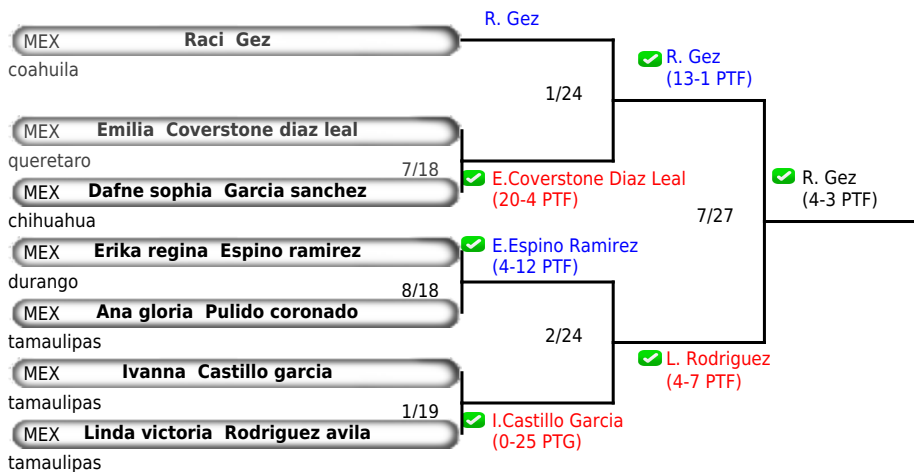 R. Gez
MEX Raci Gez
coahuila
R. Gez
(13-1 PTF)
1/24
MEX Emilia Coverstone diaz leal
queretaro
7/18
MEX Dafne sophia Garcia sanchez
chihuahua
E.Coverstone Diaz Leal
(20-4 PTF)
R. Gez
(4-3 PTF)
7/27
MEX Erika regina Espino ramirez
durango
E.Espino Ramirez
(4-12 PTF)
8/18
MEX Ana gloria Pulido coronado
tamaulipas
2/24
L. Rodriguez
(4-7 PTF)
MEX Ivanna Castillo garcia
tamaulipas
1/19
MEX Linda victoria Rodriguez avila
tamaulipas
I.Castillo Garcia
(0-25 PTG)